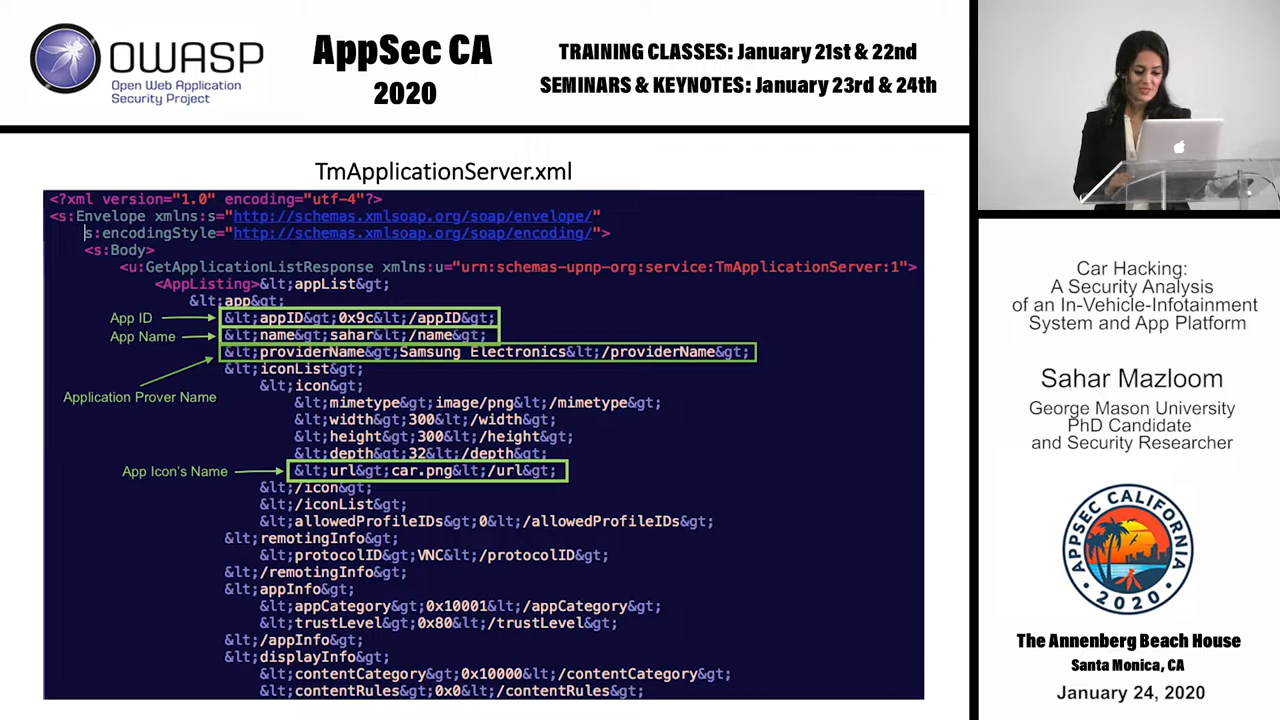 OWASP
Open Web Application
Security Project
AppSec CA
2020
TRAINING CLASSES: January 21st & 22nd
SEMINARS & KEYNOTES: January 23rd & 24th
TmApplicationServer.xml
<?xml version="1.0" encoding="utf-4"?>
<s:Envelope xmlns:s="http://schemas.xmlsoap.org/soap/envelope/"
s:encodingStyle="http://schemas.xmlsoap.org/soap/encoding/">
<s:Body>
<u:GetApplicationListResponse xmlns:u="urn:schemas-upnp-org:service:TmApplicationServer:1">
<AppListing>&lt;appList&gt;
&lt;app&gt;
App ID
&lt;appID&gt;0x9c&lt;/appID&gt;
App Name
&lt;name&gt;sahar&lt;/name&gt;
&lt;providerName&gt;Samsung Electronics&lt;/providerName&gt;
&lt;iconList&gt;
&lt;icon&gt;
Application Prover Name
&lt;mimetype&gt;image/png&lt;/mimetype&gt;
&lt;width&gt;300&lt;/width&gt;
&lt;height&gt;300&lt;/height&gt;
&lt;depth&gt;32&lt;/depth&gt;
App Icon's Name
&lt;url&gt;car.png&lt;/url&gt;
&lt;/icon&gt;
&lt;/iconList&gt;
&lt;allowedProfileIDs&gt;0&lt;/allowedProfileIDs&gt;
&lt;remotingInfo&gt;
&lt;protocolID&gt;VNC&lt;/protocolID&gt;
&lt;/remotingInfo&gt;
&lt;appInfo&gt;
&lt;appCategory&gt;0x10001&lt;/appCategory&gt;
&lt;trustLevel&gt;0x80&lt;/trustLevel&gt;
&lt;/appInfo&gt;
&lt;displayInfo&gt;
&lt;contentCategory&gt;0x10000&lt;/contentCategory&gt;
&lt;contentRules&gt;0x0&lt;/contentRules&gt;
Car Hacking:
A Security Analysis
of an In-Vehicle-Infotainment
System and App Platform
Sahar Mazloom
George Mason University
PhD Candidate
and Security Researcher
APPSEC CALIFORNIA
2020
The Annenberg Beach House
Santa Monica, CA
January 24, 2020